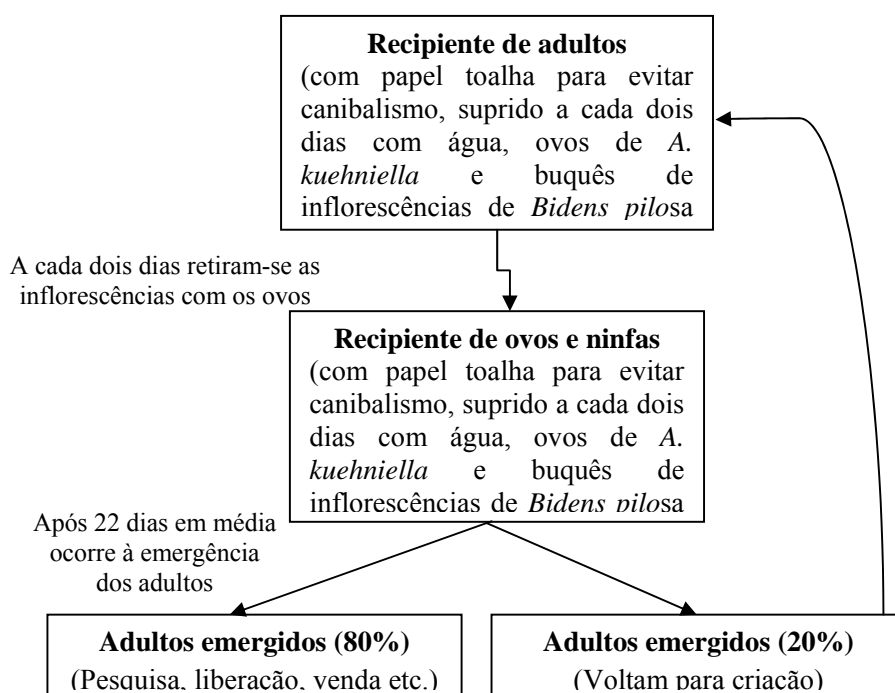 Recipiente de adultos
(com papel toalha para evitar
canibalismo, suprido a cada dois
dias com água, ovos de A.
kuehniella e buquês de
inflorescências de Bidens pilosa
A cada dois dias retiram-se as
inflorescências com os ovos
Recipiente de ovos e ninfas
(com papel toalha para evitar
canibalismo, suprido a cada dois
dias com água, ovos de A.
kuehniella e buquês de
inflorescências de Bidens pilosa
Após 22 dias em média
ocorre à emergência
dos adultos
Adultos emergidos (80%)
(Pesquisa, liberação, venda etc.)
Adultos emergidos (20%)
(Voltam para criação)